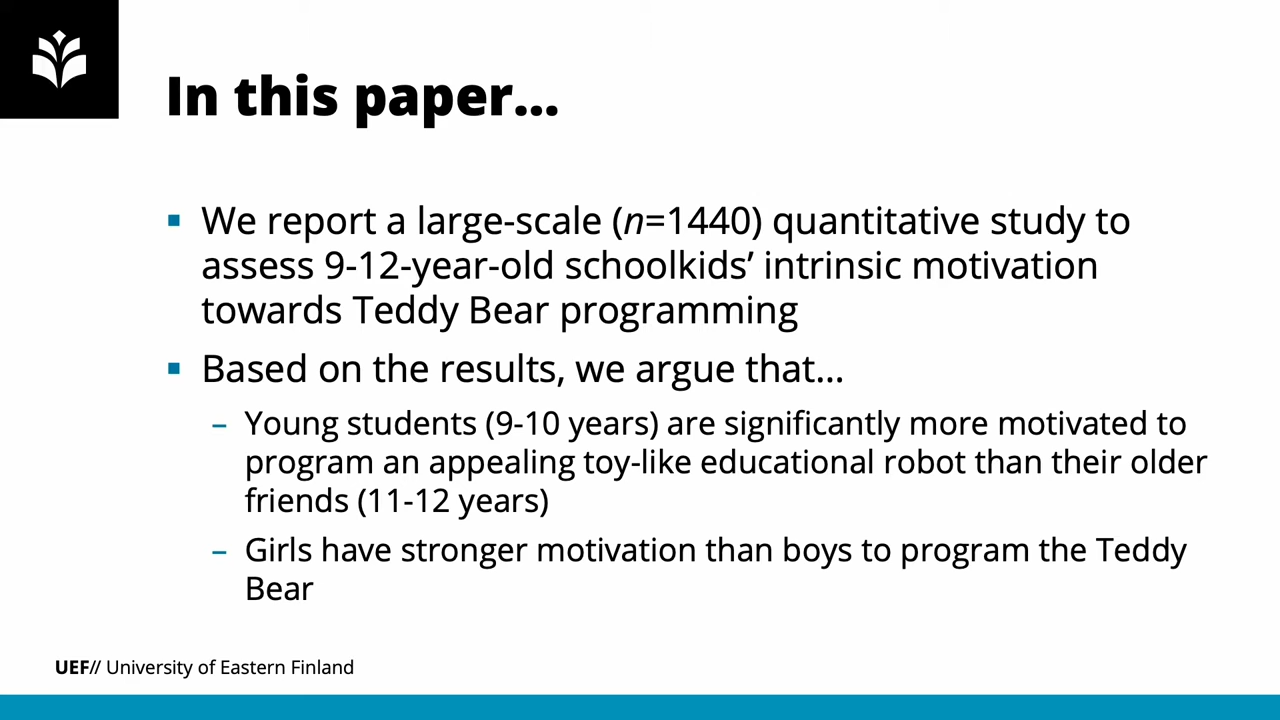 In this paper...
▪ We report a large-scale (n=1440) quantitative study to
assess 9-12-year-old schoolkids’ intrinsic motivation
towards Teddy Bear programming
▪ Based on the results, we argue that...
– Young students (9-10 years) are significantly more motivated to
program an appealing toy-like educational robot than their older
friends (11-12 years)
– Girls have stronger motivation than boys to program the Teddy
Bear
UEF// University of Eastern Finland